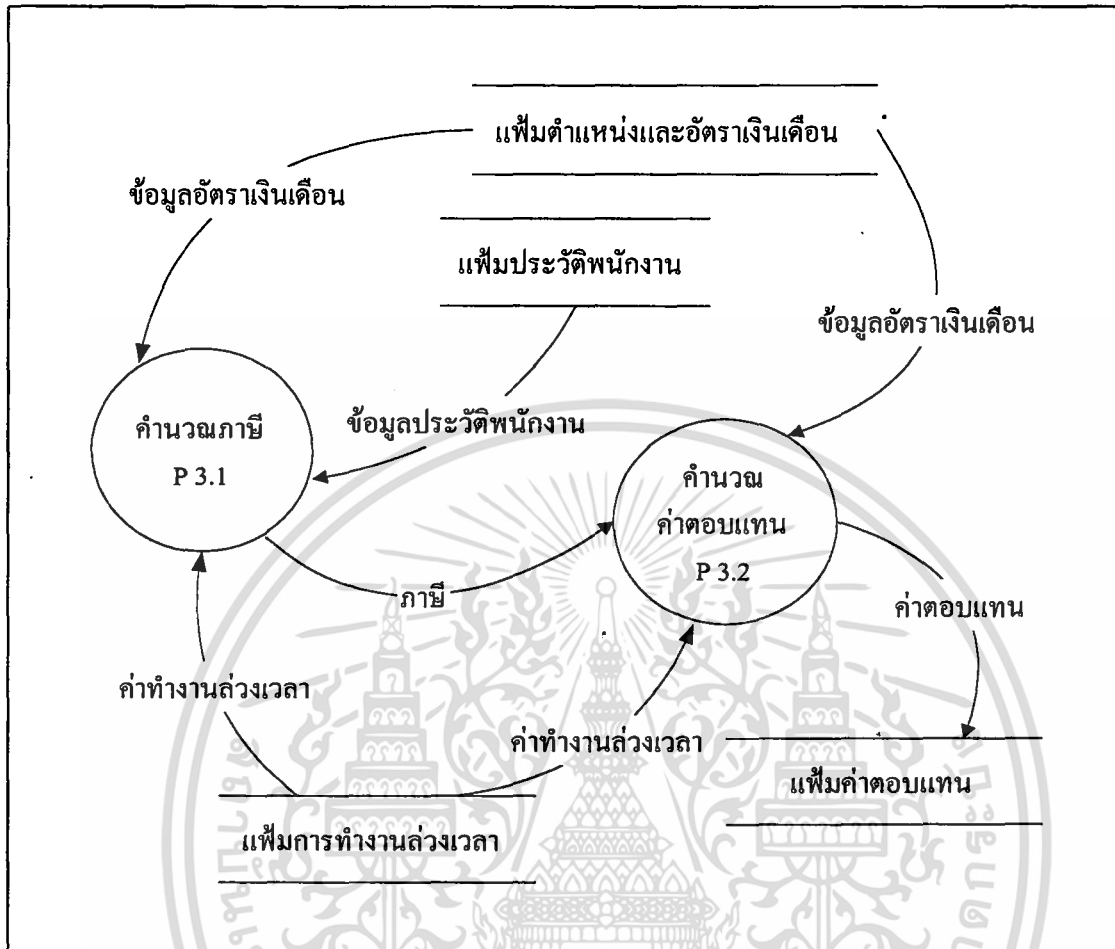 แฟ้มตำแหน่งและอัตราเงินเดือน
ข้อมูลอัตราเงินเดือน
แฟ้มประวัติพนักงาน
ข้อมูลอัตราเงินเดือน
คำนวณภาษี
P 3.1
ข้อมูลประวัติพนักงาน
คำนวณ
ค่าตอบแทน
P 3.2
ภาษี
ค่าตอบแทน
ค่าทำงานล่วงเวลา
ค่าทำงานล่วงเวลา
แฟ้มค่าตอบแทน
แฟ้มการทำงานล่วงเวลา